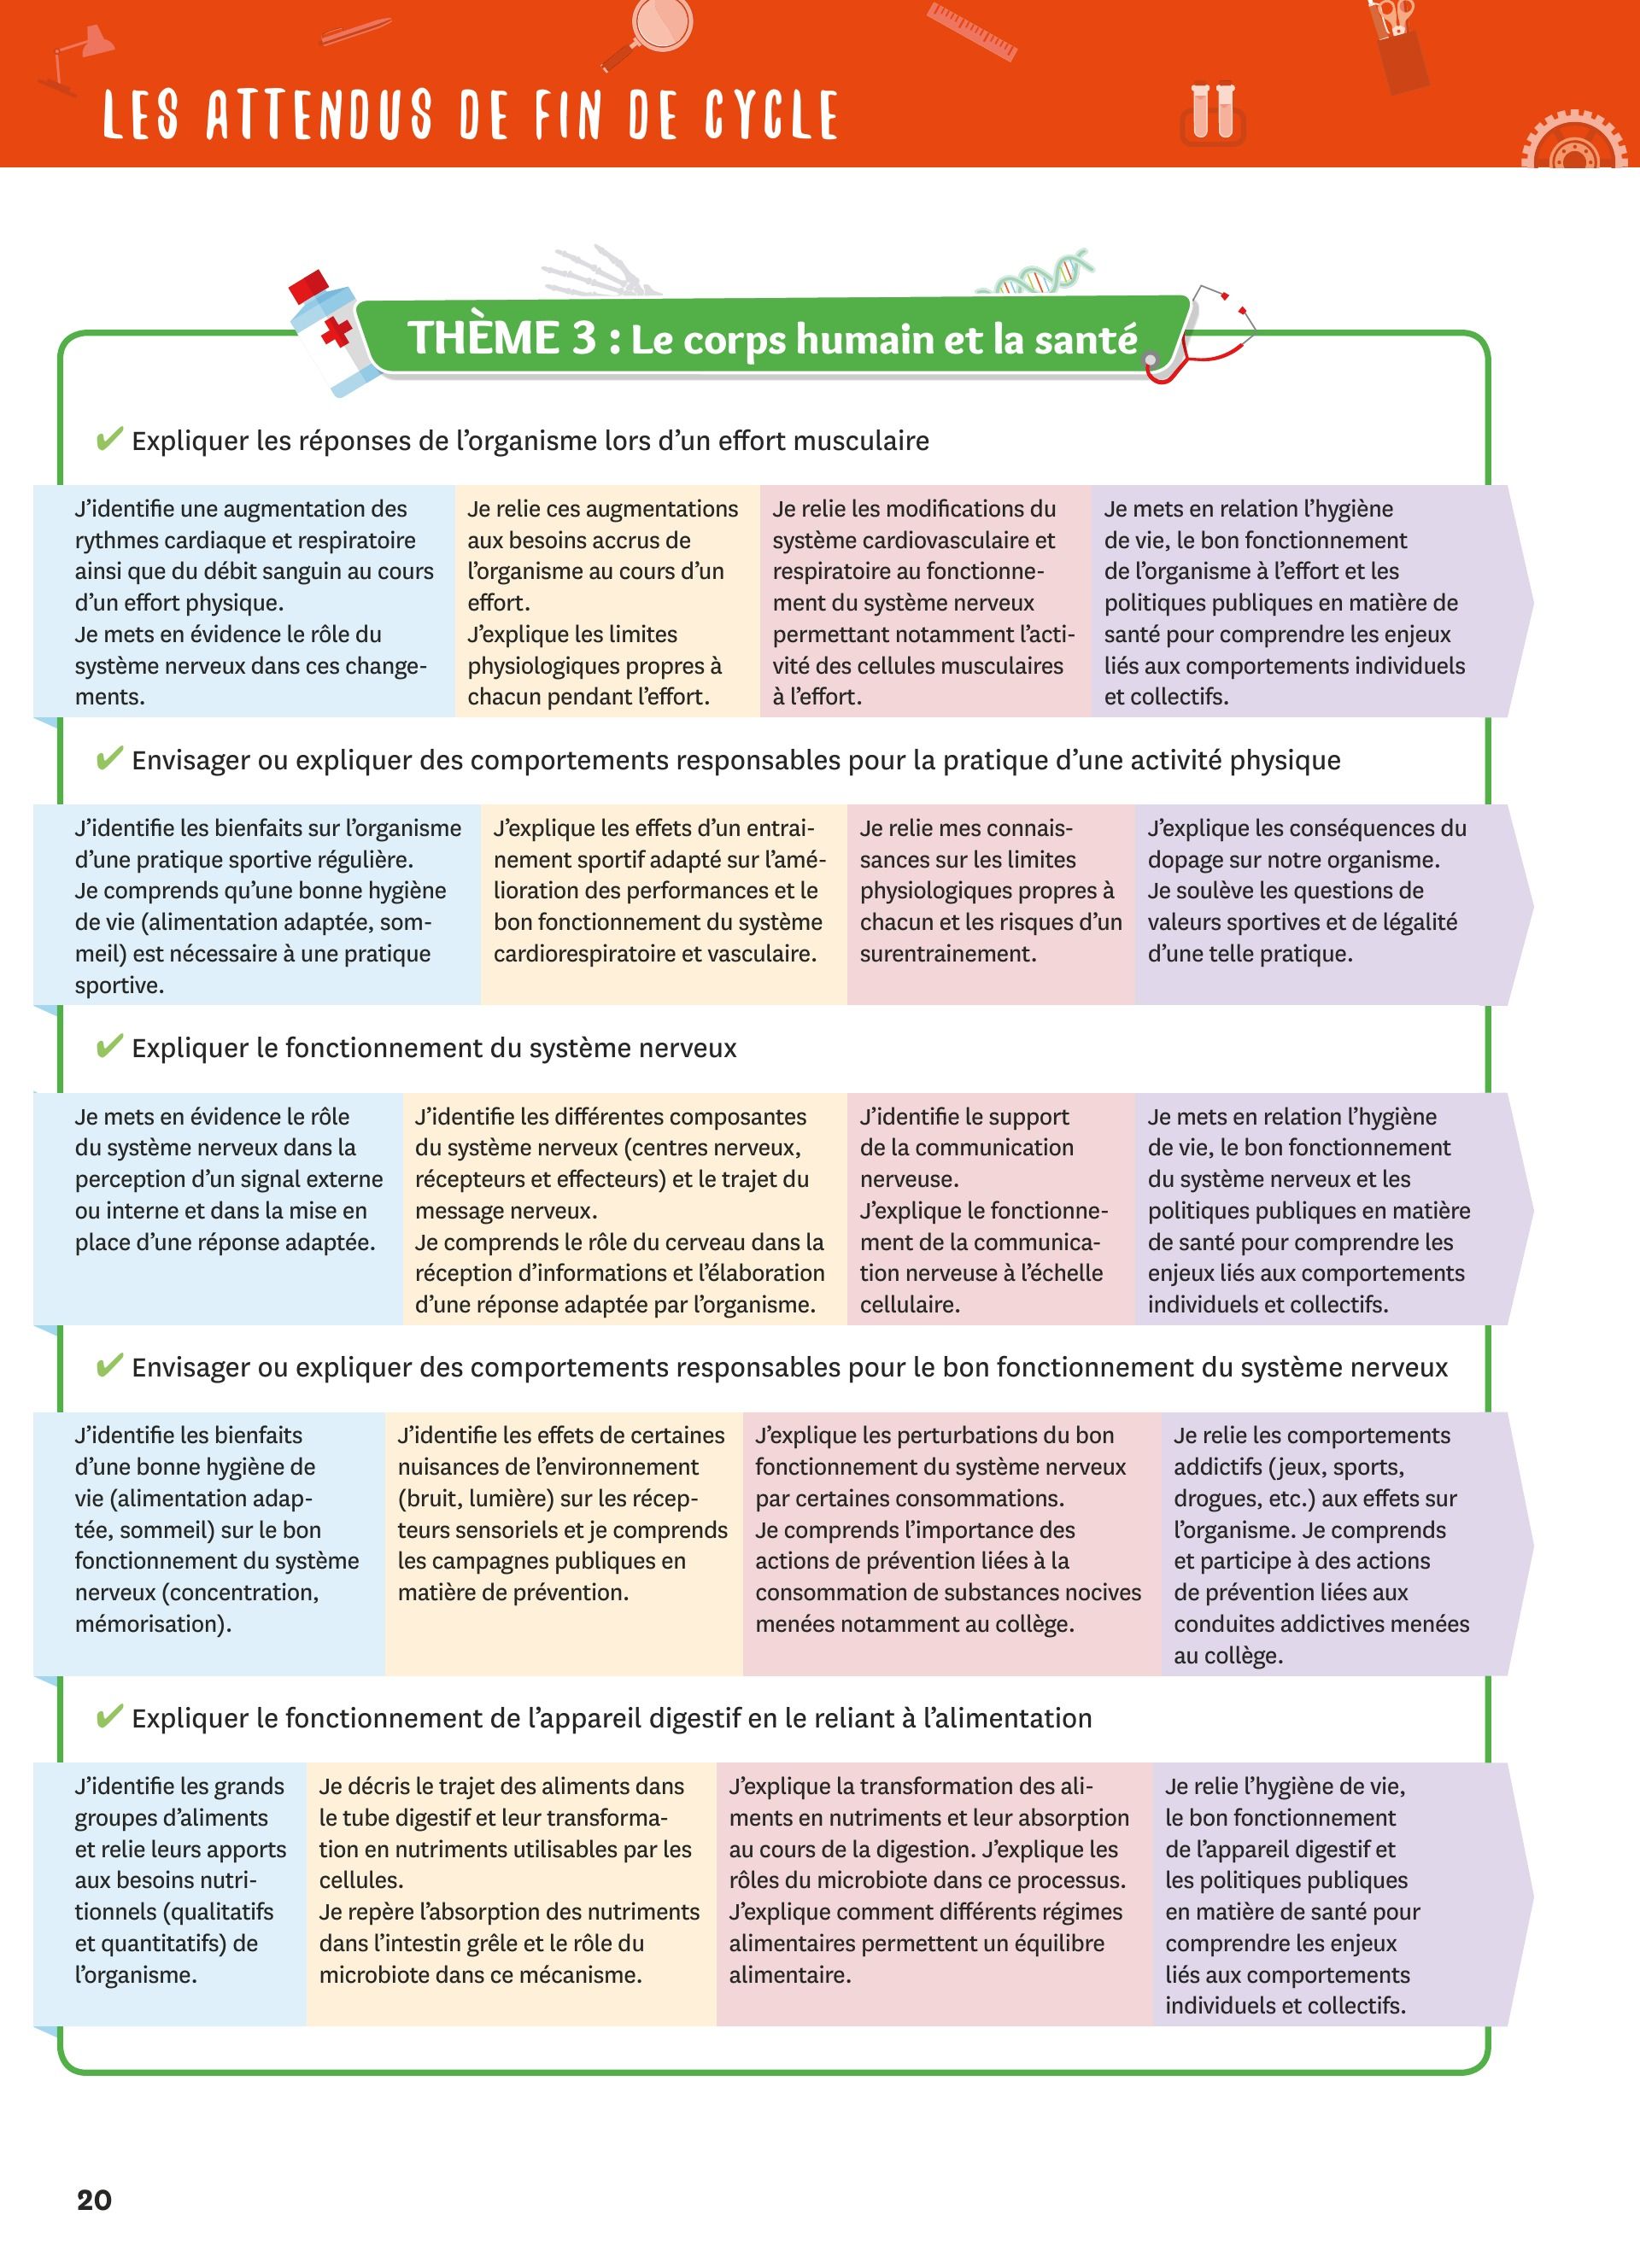 LES ATTENDUS DE FIN DE CYCLE
THÈME 3 : Le corps humain et la santé
✔ Expliquer les réponses de l’organisme lors d’un effort musculaire
J’identifie une augmentation des
rythmes cardiaque et respiratoire
ainsi que du débit sanguin au cours
d’un effort physique.
Je mets en évidence le rôle du
système nerveux dans ces change-
ments.
Je relie ces augmentations
aux besoins accrus de
l’organisme au cours d’un
effort.
J’explique les limites
physiologiques propres à
chacun pendant l’effort.
Je relie les modifications du
système cardiovasculaire et
respiratoire au fonctionne-
ment du système nerveux
permettant notamment l’acti-
vité des cellules musculaires
à l’effort.
Je mets en relation l’hygiène
de vie, le bon fonctionnement
de l’organisme à l’effort et les
politiques publiques en matière de
santé pour comprendre les enjeux
liés aux comportements individuels
et collectifs.
✔ Envisager ou expliquer des comportements responsables pour la pratique d’une activité physique
J’identifie les bienfaits sur l’organisme
d’une pratique sportive régulière.
Je comprends qu’une bonne hygiène
de vie (alimentation adaptée, som-
meil) est nécessaire à une pratique
sportive.
J’explique les effets d’un entrai-
nement sportif adapté sur l’amé-
lioration des performances et le
bon fonctionnement du système
cardiorespiratoire et vasculaire.
Je relie mes connais-
sances sur les limites
physiologiques propres à
chacun et les risques d’un
surentrainement.
J’explique les conséquences du
dopage sur notre organisme.
Je soulève les questions de
valeurs sportives et de légalité
d’une telle pratique.
✔ Expliquer le fonctionnement du système nerveux
Je mets en évidence le rôle
du système nerveux dans la
perception d’un signal externe
ou interne et dans la mise en
place d’une réponse adaptée.
J’identifie les différentes composantes
du système nerveux (centres nerveux,
récepteurs et effecteurs) et le trajet du
message nerveux.
Je comprends le rôle du cerveau dans la
réception d’informations et l’élaboration
d’une réponse adaptée par l’organisme.
J’identifie le support
de la communication
nerveuse.
J’explique le fonctionne-
ment de la communica-
tion nerveuse à l’échelle
cellulaire.
Je mets en relation l’hygiène
de vie, le bon fonctionnement
du système nerveux et les
politiques publiques en matière
de santé pour comprendre les
enjeux liés aux comportements
individuels et collectifs.
✔ Envisager ou expliquer des comportements responsables pour le bon fonctionnement du système nerveux
J’identifie les bienfaits
d’une bonne hygiène de
vie (alimentation adap-
tée, sommeil) sur le bon
fonctionnement du système
nerveux (concentration,
mémorisation).
J’identifie les effets de certaines
nuisances de l’environnement
(bruit, lumière) sur les récep-
teurs sensoriels et je comprends
les campagnes publiques en
matière de prévention.
J’explique les perturbations du bon
fonctionnement du système nerveux
par certaines consommations.
Je comprends l’importance des
actions de prévention liées à la
consommation de substances nocives
menées notamment au collège.
Je relie les comportements
addictifs (jeux, sports,
drogues, etc.) aux effets sur
l’organisme. Je comprends
et participe à des actions
de prévention liées aux
conduites addictives menées
au collège.
✔ Expliquer le fonctionnement de l’appareil digestif en le reliant à l’alimentation
J’identifie les grands
groupes d’aliments
et relie leurs apports
aux besoins nutri-
tionnels (qualitatifs
et quantitatifs) de
l’organisme.
Je décris le trajet des aliments dans
le tube digestif et leur transforma-
tion en nutriments utilisables par les
cellules.
Je repère l’absorption des nutriments
dans l’intestin grêle et le rôle du
microbiote dans ce mécanisme.
J’explique la transformation des ali-
ments en nutriments et leur absorption
au cours de la digestion. J’explique les
rôles du microbiote dans ce processus.
J’explique comment différents régimes
alimentaires permettent un équilibre
alimentaire.
Je relie l’hygiène de vie,
le bon fonctionnement
de l’appareil digestif et
les politiques publiques
en matière de santé pour
comprendre les enjeux
liés aux comportements
individuels et collectifs.
20